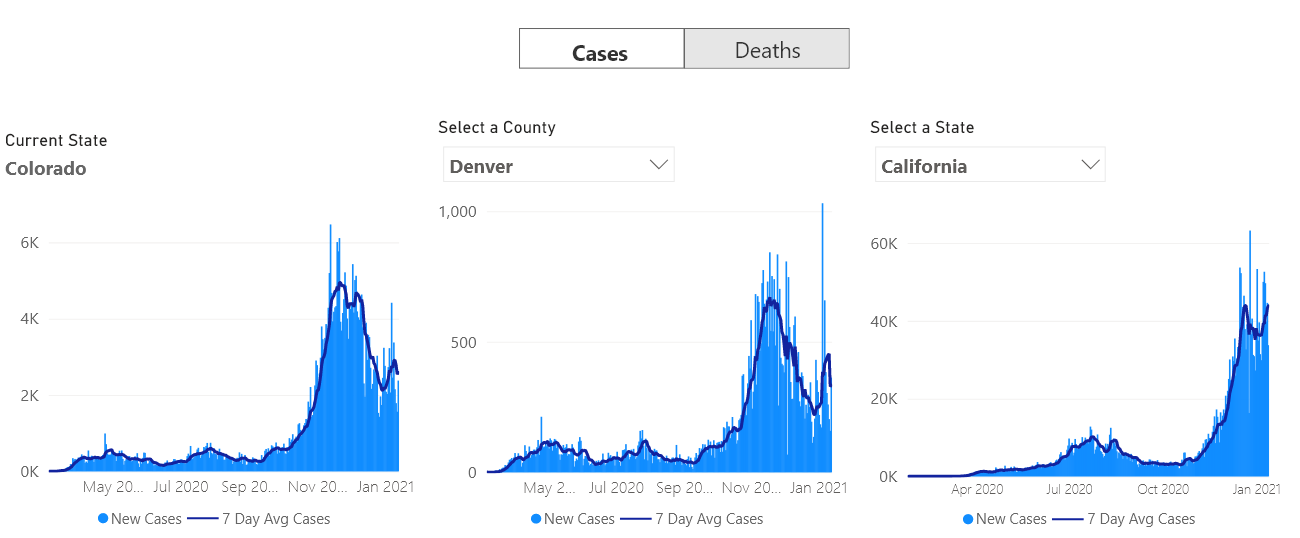 Cases Deaths
Current State
Colorado
6K
4K
2K
0K
May 20... Jul 2020 Sep 20... Nov 20... Jan 2021
New Cases 7 Day Avg Cases
Select a County
Denver
1,000
500
0
May 2... Jul 2020 Sep 20... Nov 20... Jan 2021
New Cases 7 Day Avg Cases
Select a State
California
60K
40K
20K
0K
Apr 2020 Jul 2020 Oct 2020 Jan 2021
New Cases 7 Day Avg Cases